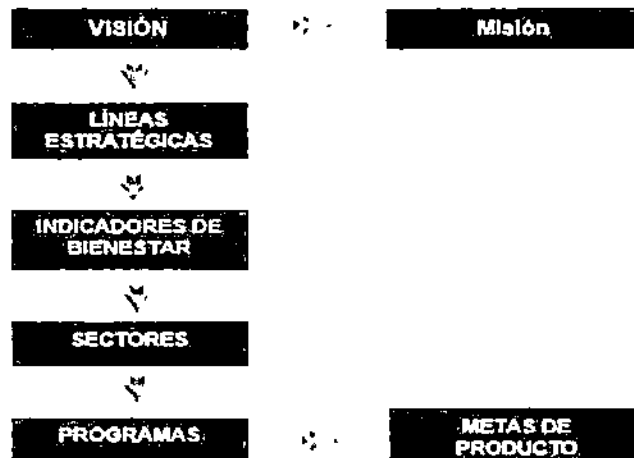 VISIÓN
Misión
LÍNEAS
ESTRATÉGICAS
INDICADORES DE
BIENESTAR
SECTORES
PROGRAMAS
METAS DE
PRODUCTO